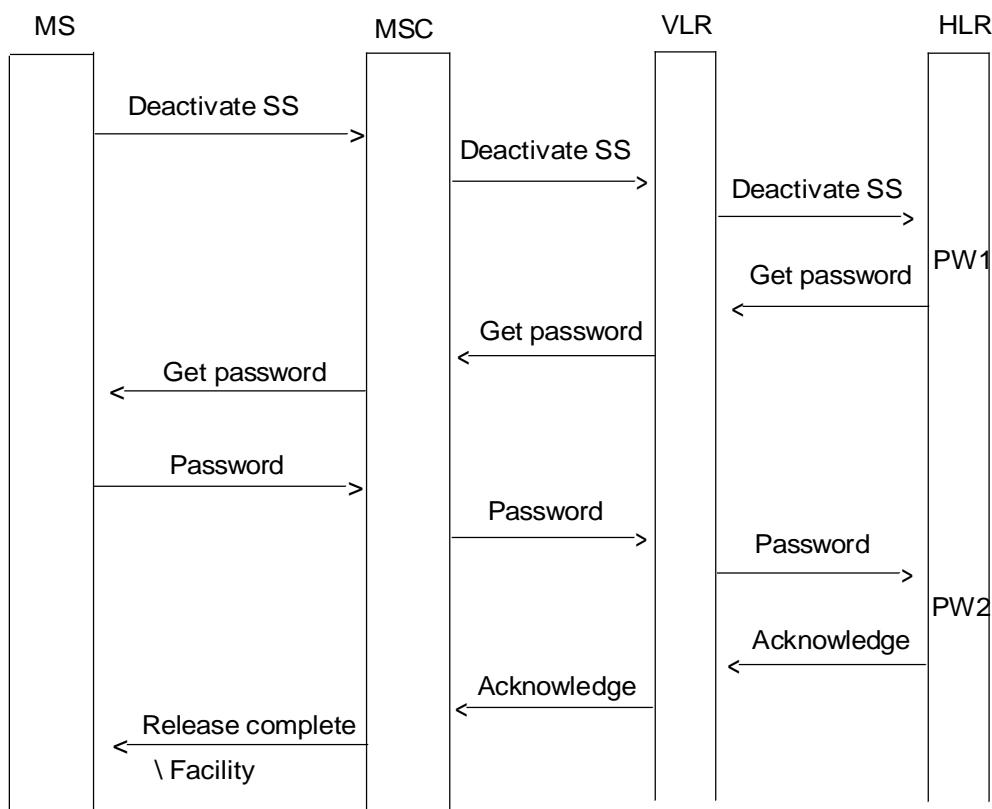 MS
MSC
VLR
HLR
Deactivate SS
Deactivate SS
Deactivate SS
PW1
Get password
Get password
Get password
Password
Password
Password
PW2
Acknowledge
Acknowledge
Release complete
\ Facility